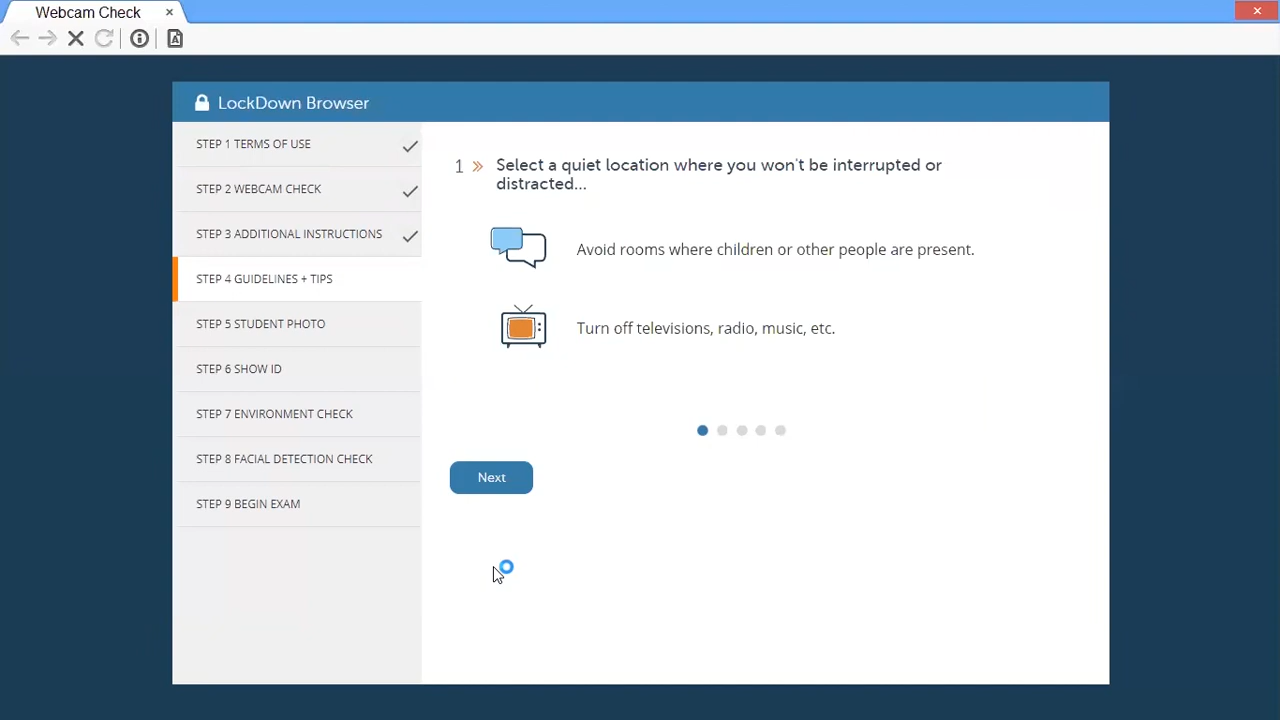 Webcam Check
LockDown Browser
STEP 1 TERMS OF USE
STEP 2 WEBCAM CHECK
STEP 3 ADDITIONAL INSTRUCTIONS
STEP 4 GUIDELINES + TIPS
STEP 5 STUDENT PHOTO
STEP 6 SHOW ID
STEP 7 ENVIRONMENT CHECK
STEP 8 FACIAL DETECTION CHECK
STEP 9 BEGIN EXAM
1 » Select a quiet location where you won't be interrupted or
distracted...
Avoid rooms where children or other people are present.
Turn off televisions, radio, music, etc.
Next